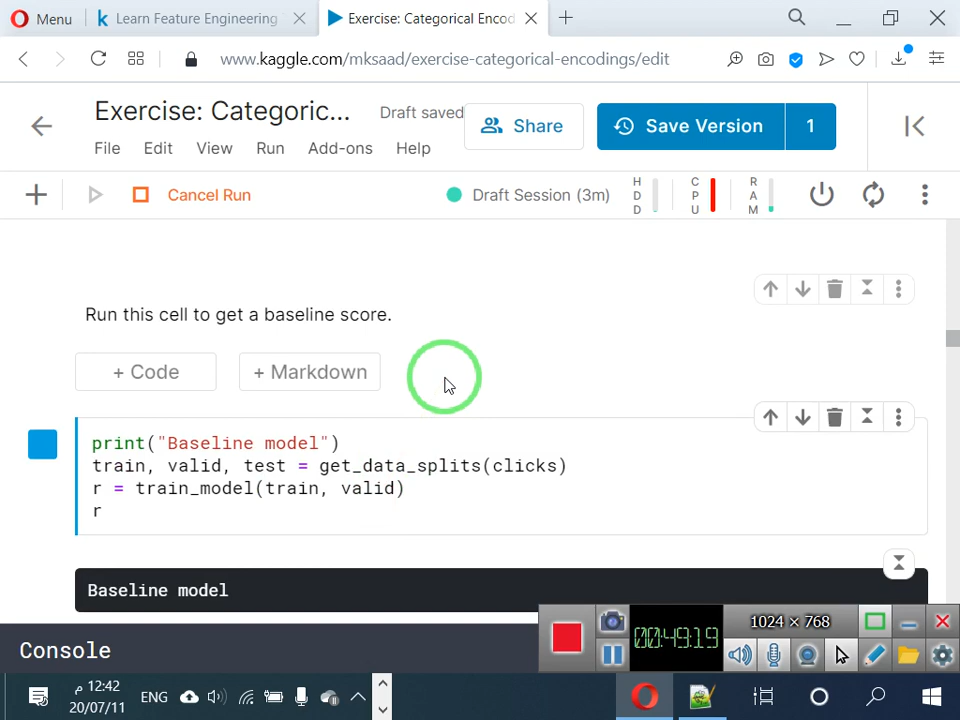 Menu
Learn Feature Engineering
Exercise: Categorical Encod
www.kaggle.com/mksaad/exercise-categorical-encodings/edit
Exercise: Categoric...
Draft saved
Share
Save Version
1
File Edit View Run Add-ons Help
Cancel Run
Draft Session (3m)
HDD
CPU
RAM
Run this cell to get a baseline score.
+ Code
+ Markdown
print("Baseline model")
train, valid, test = get_data_splits(clicks)
r = train_model(train, valid)
r
Baseline model
Console
00:49:19
1024 × 768
12:42 م
20/07/11
ENG